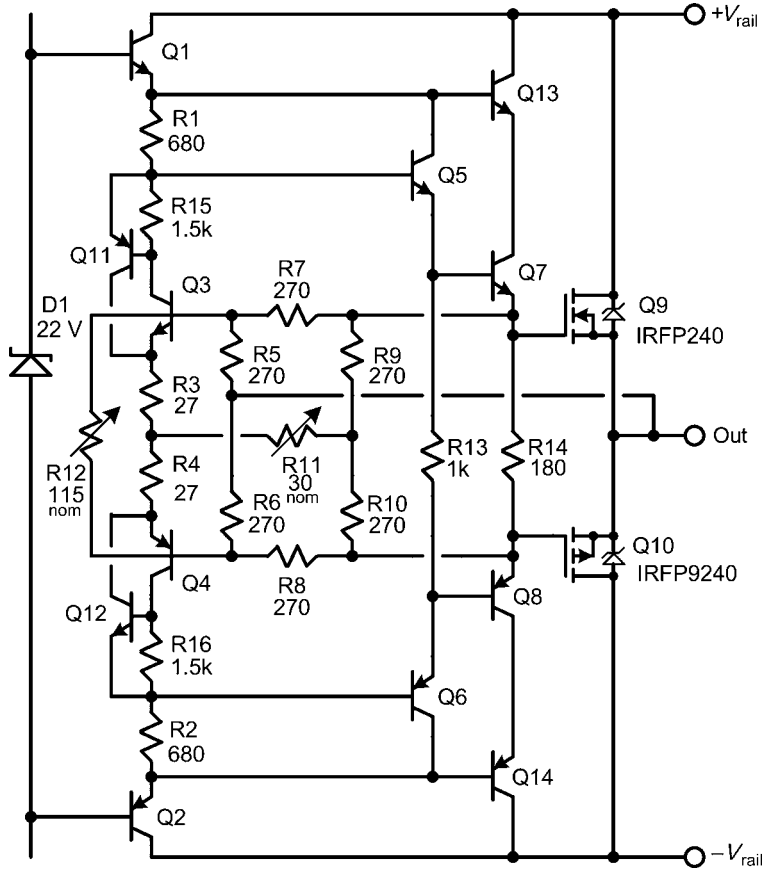 +Vrail
Q1
Q13
R1
680
Q5
R15
1.5k
Q11
Q3
R7
270
Q7
D1
22 V
Q9
IRFP240
R5
270
R9
270
R3
27
R12
115
nom
R11
30
nom
R13
1k
R14
180
Out
R4
27
R6
270
R10
270
Q10
IRFP9240
Q4
R8
270
Q8
Q12
R16
1.5k
Q6
R2
680
Q14
Q2
−Vrail